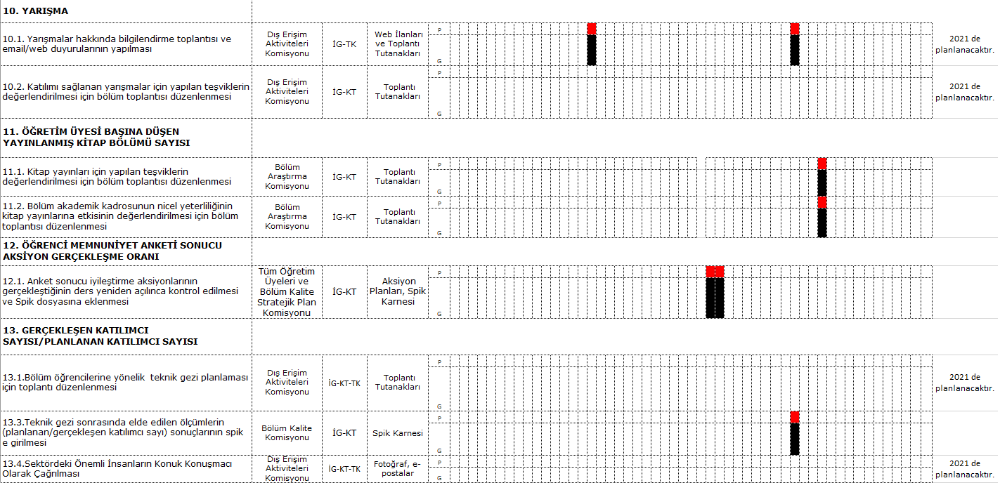 10. YARIŞMA
10.1. Yarışmalar hakkında bilgilendirme toplantısı ve
email/web duyurularının yapılması
Dış Erişim
Aktiviteleri
Komisyonu
İG-TK
Web İlanları
ve Toplantı
Tutanakları
P
G
2021 de
planlanacaktır.
10.2. Katılımı sağlanan yarışmalar için yapılan teşviklerin
değerlendirilmesi için bölüm toplantısı düzenlenmesi
Dış Erişim
Aktiviteleri
Komisyonu
İG-KT
Toplantı
Tutanakları
P
G
2021 de
planlanacaktır.
11. ÖĞRETİM ÜYESİ BAŞINA DÜŞEN
YAYINLANMIŞ KİTAP BÖLÜMÜ SAYISI
11.1. Kitap yayınları için yapılan teşviklerin
değerlendirilmesi için bölüm toplantısı düzenlenmesi
Bölüm
Araştırma
Komisyonu
İG-KT
Toplantı
Tutanakları
P
G
11.2. Bölüm akademik kadrosunun nicel yeterliliğinin
kitap yayınlarına etkisinin değerlendirilmesi için bölüm
toplantısı düzenlenmesi
Bölüm
Araştırma
Komisyonu
İG-KT
Toplantı
Tutanakları
P
G
12. ÖĞRENCİ MEMNUNİYET ANKETİ SONUCU
AKSİYON GERÇEKLEŞME ORANI
12.1. Anket sonucu iyileştirme aksiyonlarının
gerçekleştiğinin ders yeniden açılınca kontrol edilmesi
ve Spik dosyasına eklenmesi
Tüm Öğretim
Üyeleri ve
Bölüm Kalite
Stratejik Plan
Komisyonu
İG-KT
Aksiyon
Planları, Spik
Karnesi
P
G
13. GERÇEKLEŞEN KATILIMCI
SAYISI/PLANLANAN KATILIMCI SAYISI
13.1.Bölüm öğrencilerine yönelik  teknik gezi planlaması
için toplantı düzenlenmesi
Dış Erişim
Aktiviteleri
Komisyonu
İG-KT-TK
Toplantı
Tutanakları
P
G
2021 de
planlanacaktır.
13.3.Teknik gezi sonrasında elde edilen ölçümlerin
(planlanan/gerçekleşen katılımcı sayı) sonuçlarının spik
e girilmesi
Bölüm Kalite
Komisyonu
İG-KT
Spik Karnesi
P
G
13.4.Sektördeki Önemli İnsanların Konuk Konuşmacı
Olarak Çağrılması
Dış Erişim
Aktiviteleri
Komisyonu
İG-KT-TK
Fotoğraf, e-
postalar
P
G
2021 de
planlanacaktır.